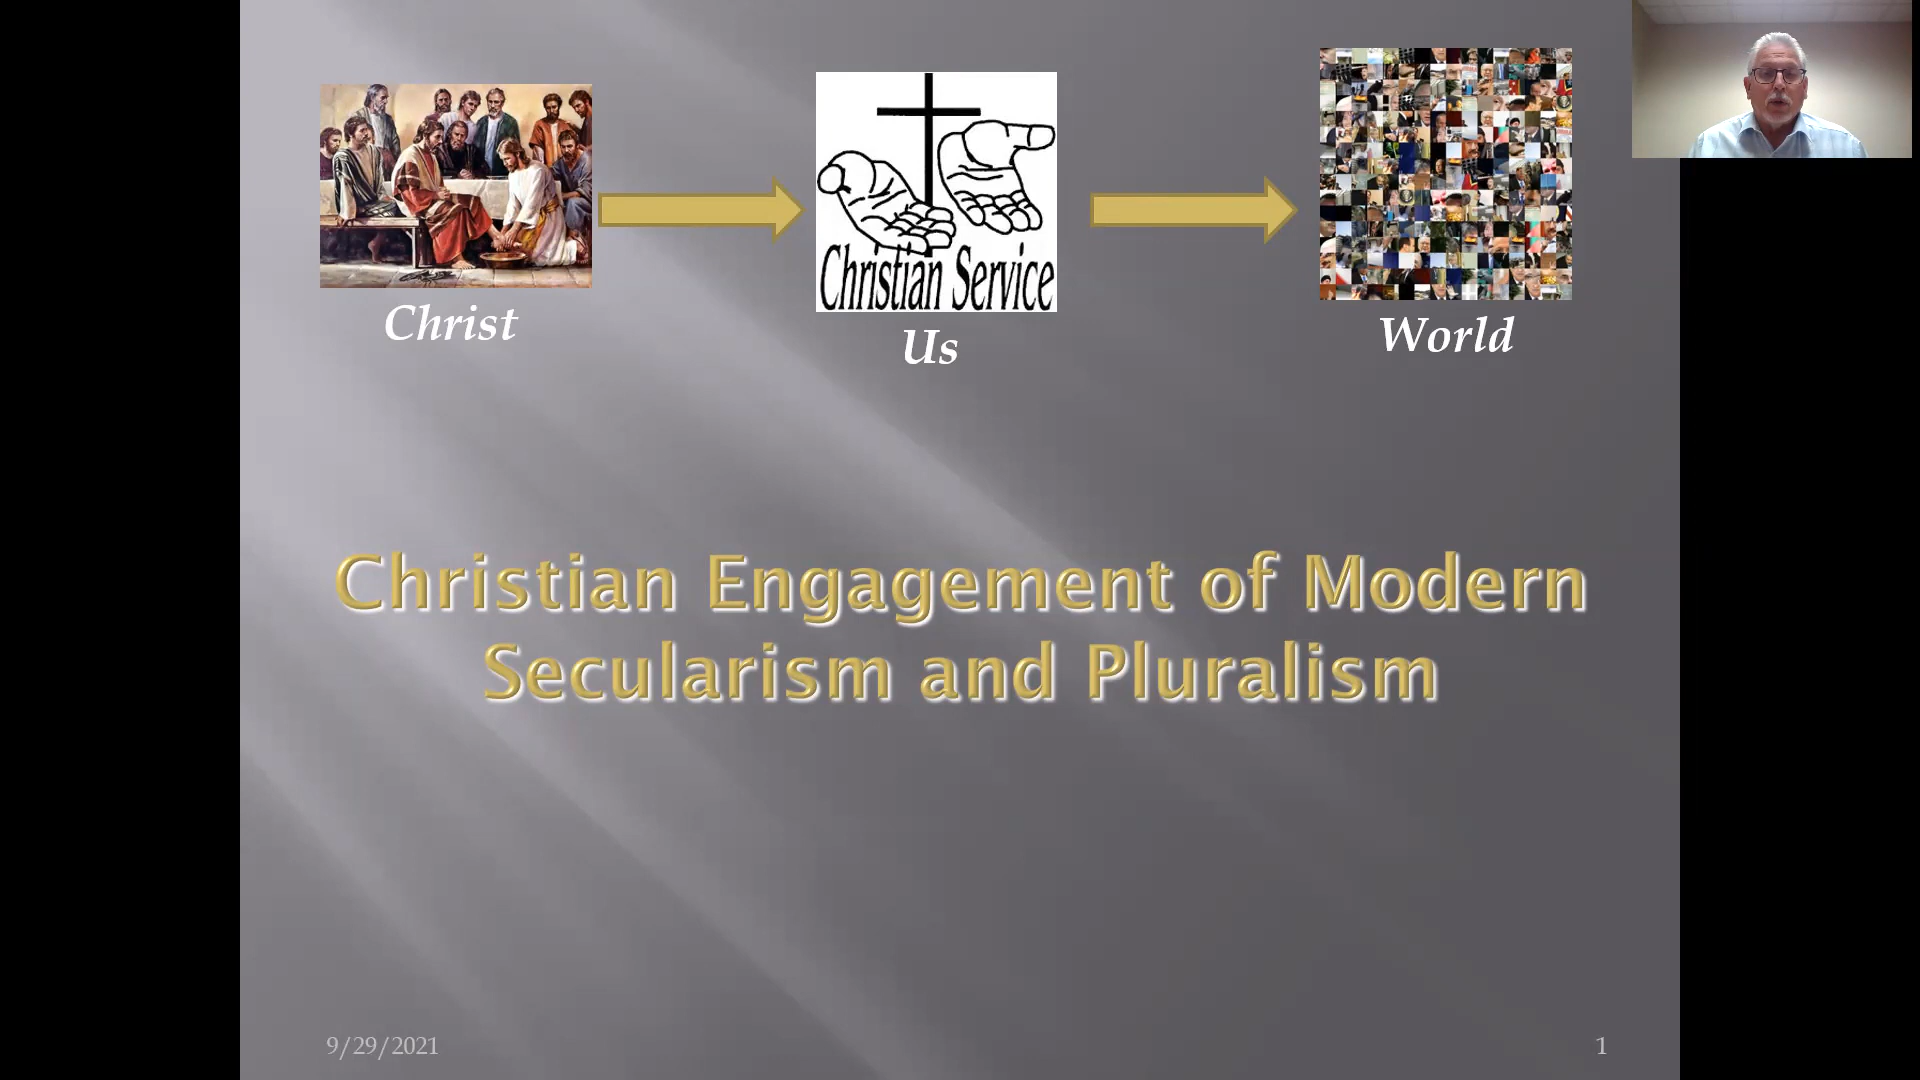 Christian Service
Christ
Us
World
Christian Engagement of Modern
Secularism and Pluralism
9/29/2021
1